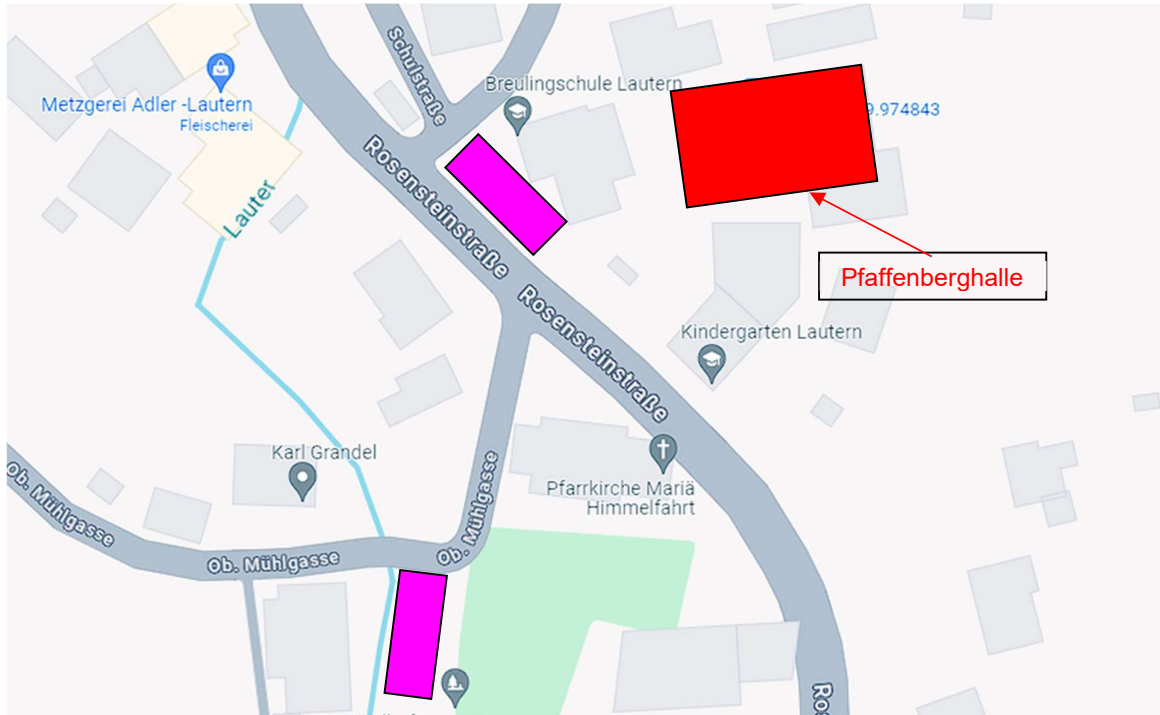 Schulstraße
Breulingschule Lautern
Metzgerei Adler -Lautern
Fleischerei
9.974843
Rosensteinstraße
Lauter
Pfaffenberghalle
Rosensteinstraße
Kindergarten Lautern
Karl Grandel
Pfarrkirche Mariä
Himmelfahrt
Ob. Mühlgasse
Ob. Mühlgasse
Ob. Mühlgasse